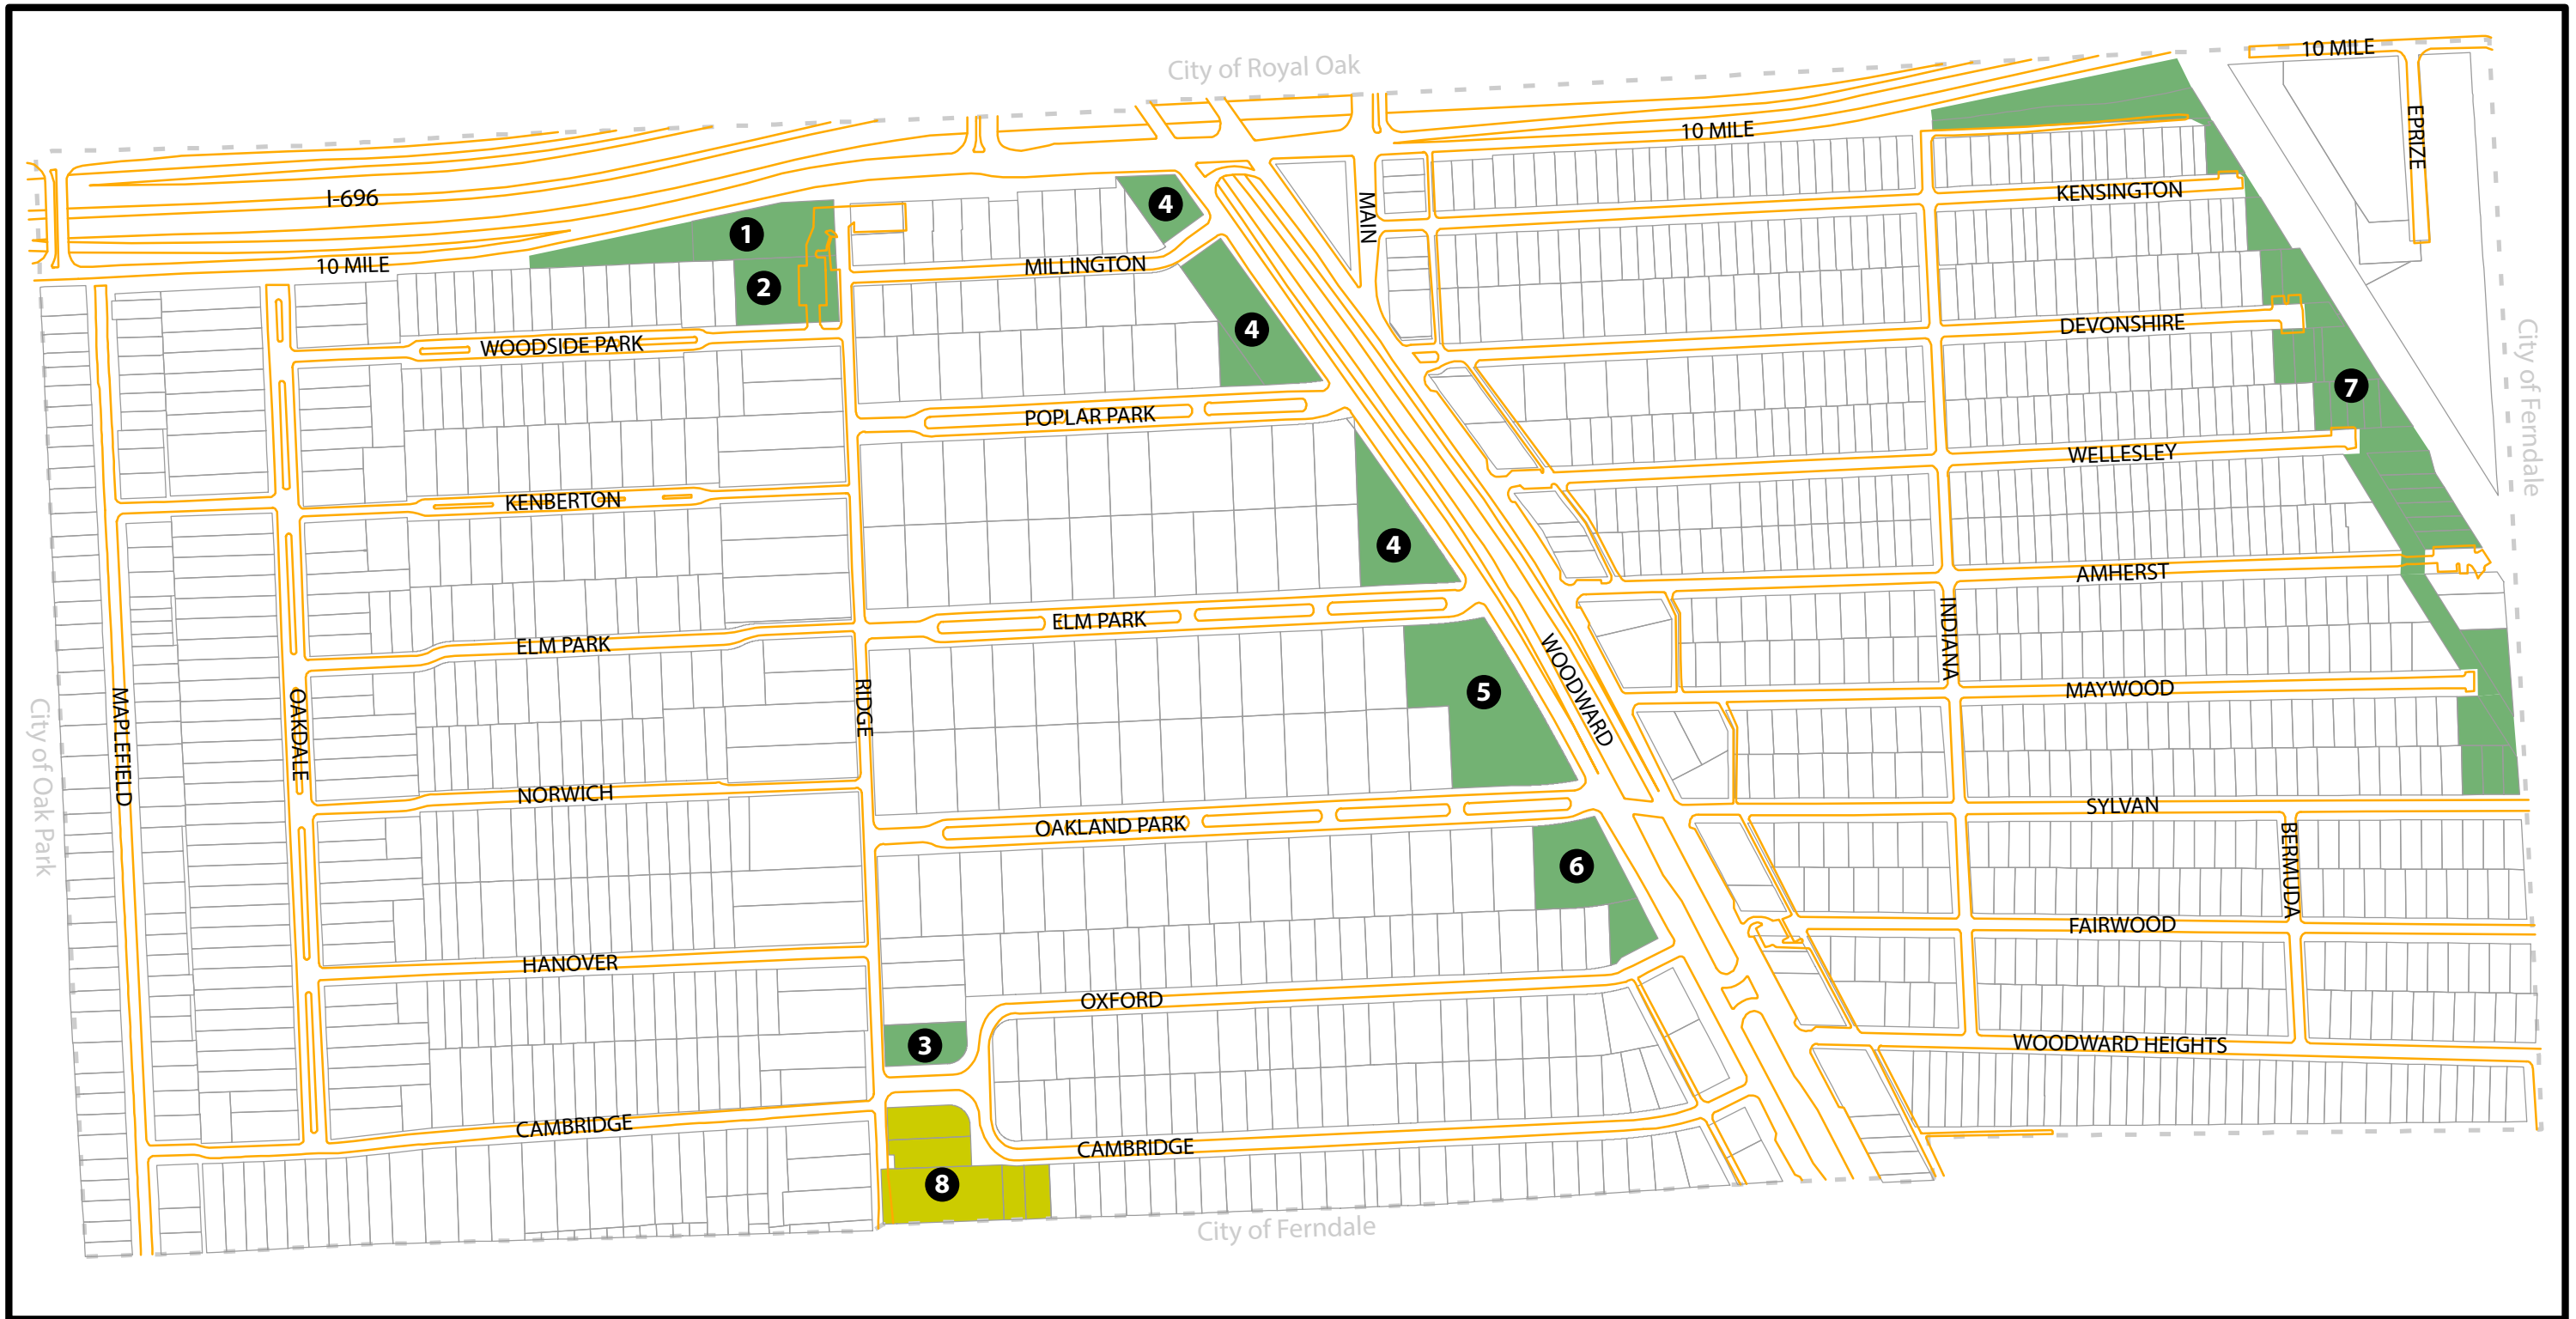 City of Royal Oak
10 MILE
EPRIZE
10 MILE
I-696
KENSINGTON
MAIN
4
1
10 MILE
MILLINGTON
2
DEVONSHIRE
4
WOODSIDE PARK
City of Ferndale
7
POPLAR PARK
WELLESLEY
KENBERTON
4
AMHERST
ELM PARK
INDIANA
ELM PARK
WOODWARD
MAYWOOD
5
RIDGE
OAKDALE
MAPLEFIELD
City of Oak Park
NORWICH
SYLVAN
OAKLAND PARK
BERMUDA
6
FAIRWOOD
HANOVER
OXFORD
3
WOODWARD HEIGHTS
CAMBRIDGE
CAMBRIDGE
8
City of Ferndale